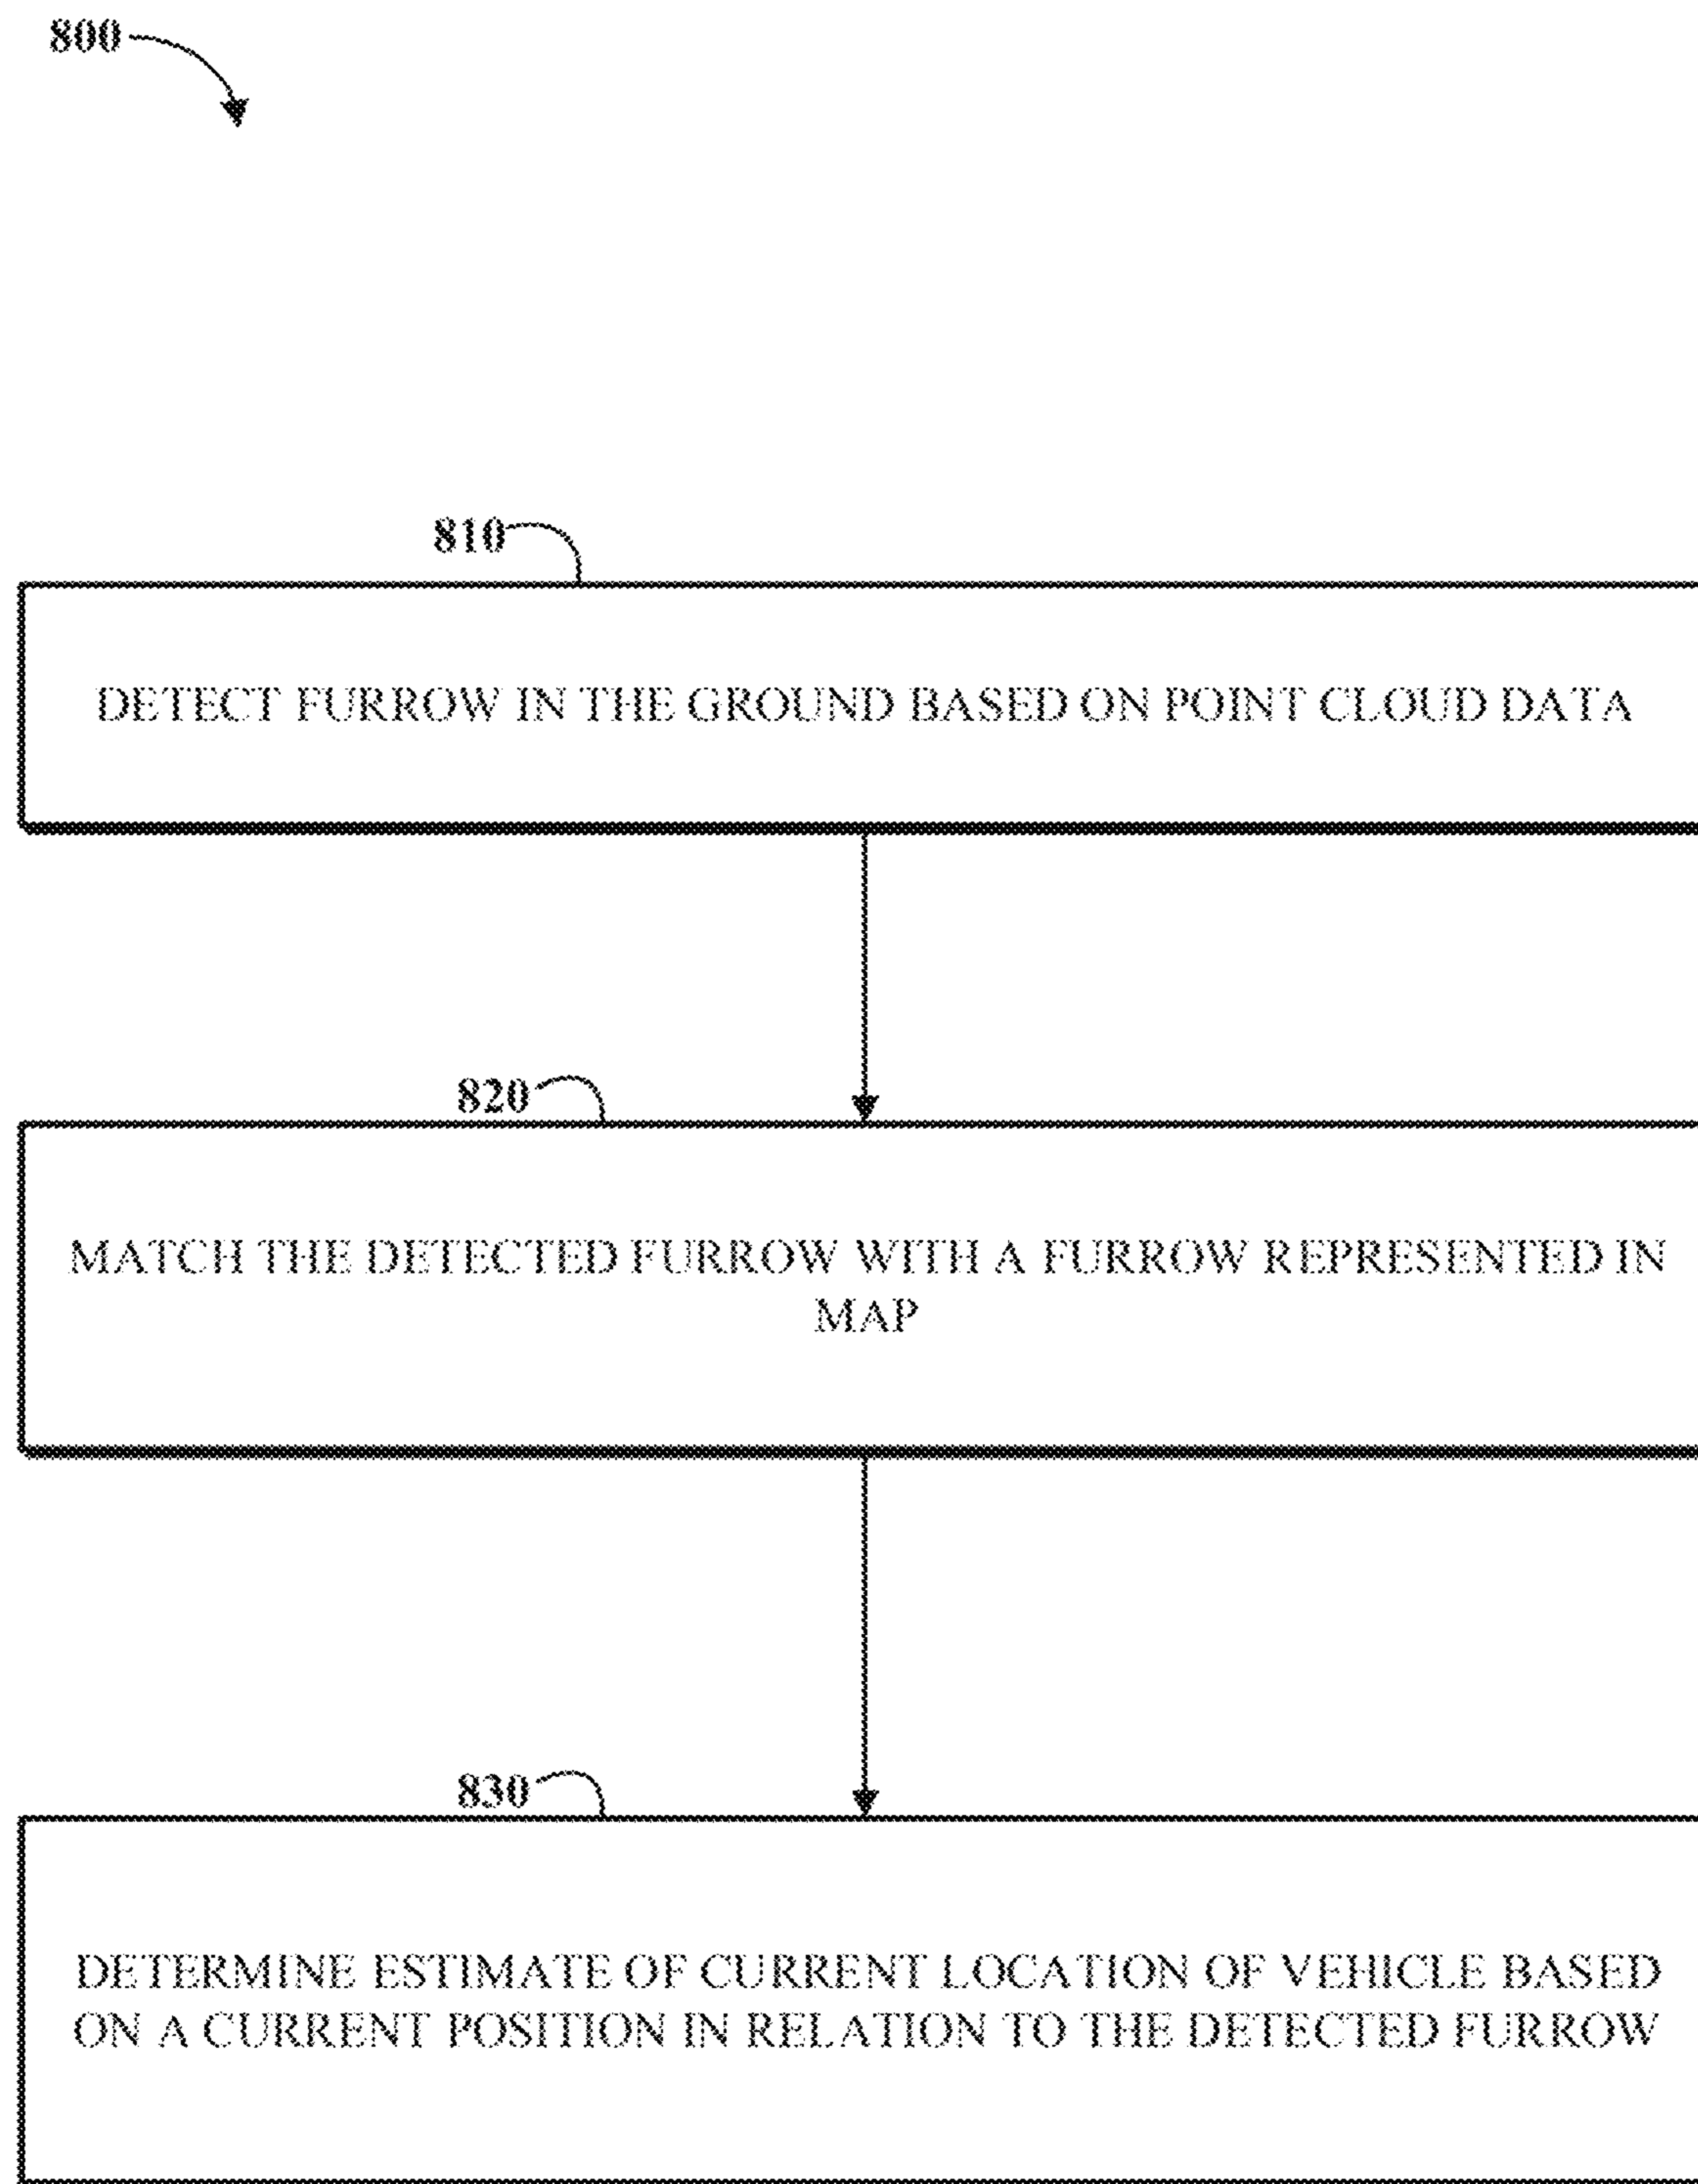 800
810
DETECT FURROW IN THE GROUND BASED ON POINT CLOUD DATA
820
MATCH THE DETECTED FURROW WITH A FURROW REPRESENTED IN
MAP
830
DETERMINE ESTIMATE OF CURRENT LOCATION OF VEHICLE BASED
ON A CURRENT POSITION IN RELATION TO THE DETECTED FURROW